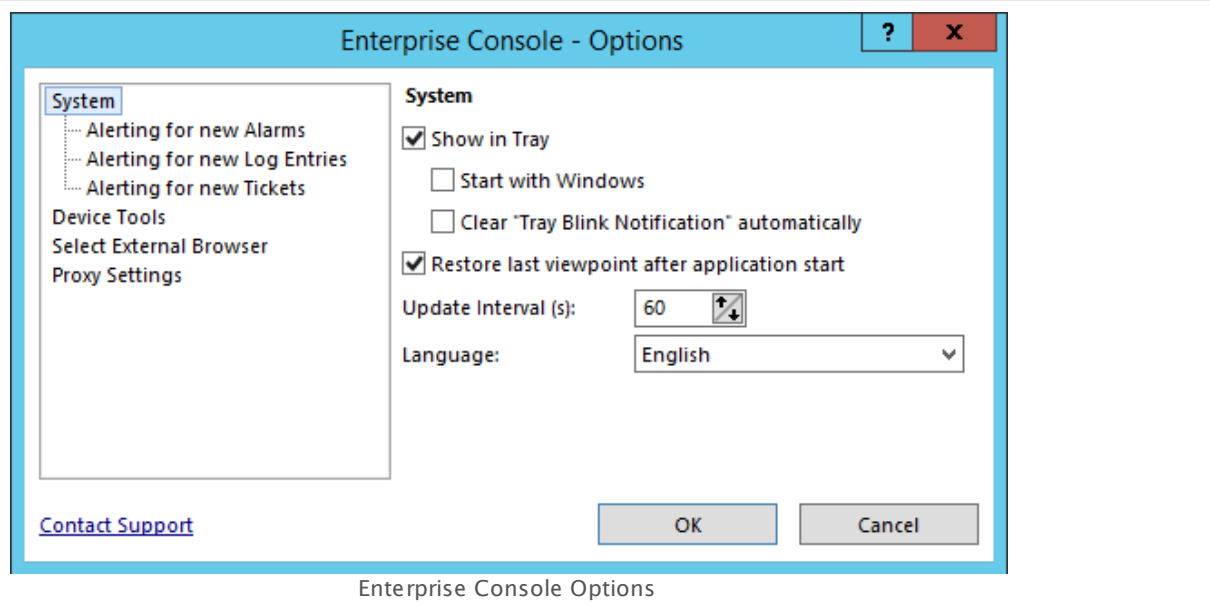 Enterprise Console - Options
?
x
System
Alerting for new Alarms
Alerting for new Log Entries
Alerting for new Tickets
Device Tools
Select External Browser
Proxy Settings
System
Show in Tray
Start with Windows
Clear "Tray Blink Notification" automatically
Restore last viewpoint after application start
Update Interval (s): 60
Language: English
Contact Support
OK
Cancel
Enterprise Console Options